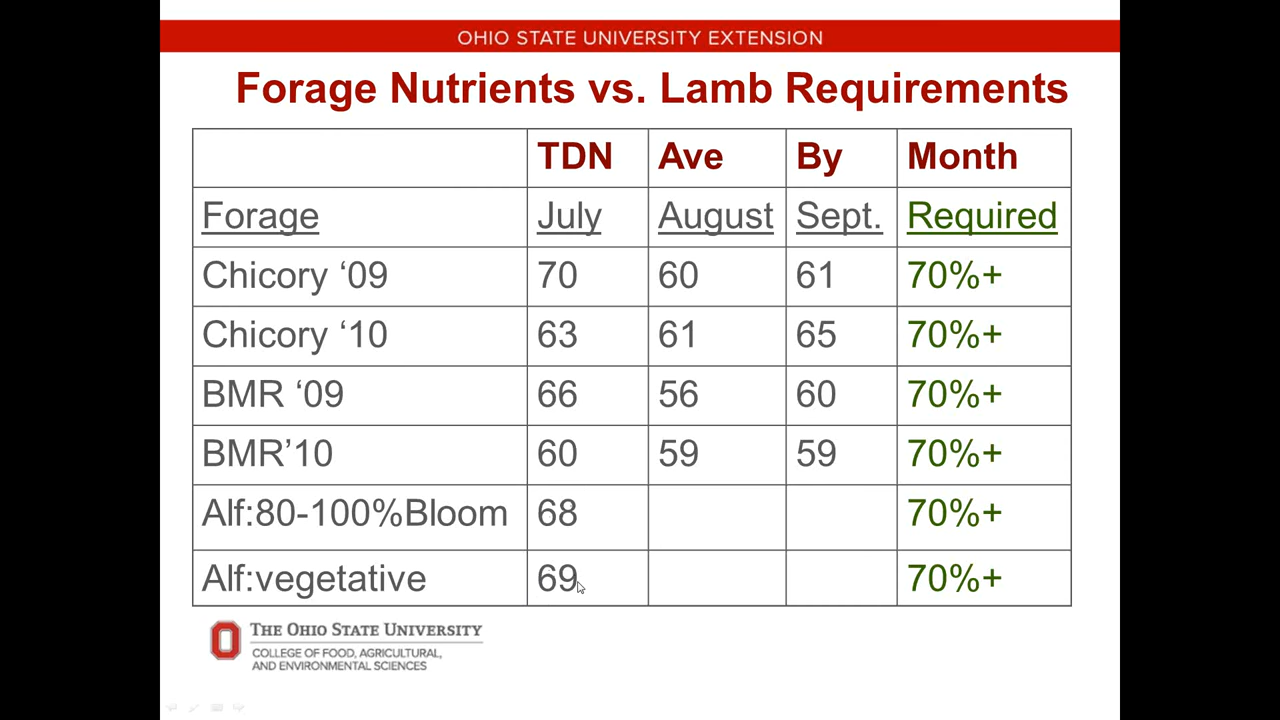 OHIO STATE UNIVERSITY EXTENSION
Forage Nutrients vs. Lamb Requirements
TDN Ave By Month
Forage July August Sept. Required
Chicory ‘09 70 60 61 70%+
Chicory ‘10 63 61 65 70%+
BMR ‘09 66 56 60 70%+
BMR’10 60 59 59 70%+
Alf:80-100%Bloom 68 70%+
Alf:vegetative 69 70%+
THE OHIO STATE UNIVERSITY
COLLEGE OF FOOD, AGRICULTURAL,
AND ENVIRONMENTAL SCIENCES